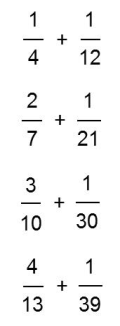 1/4 + 1/12
2/7 + 1/21
3/10 + 1/30
4/13 + 1/39